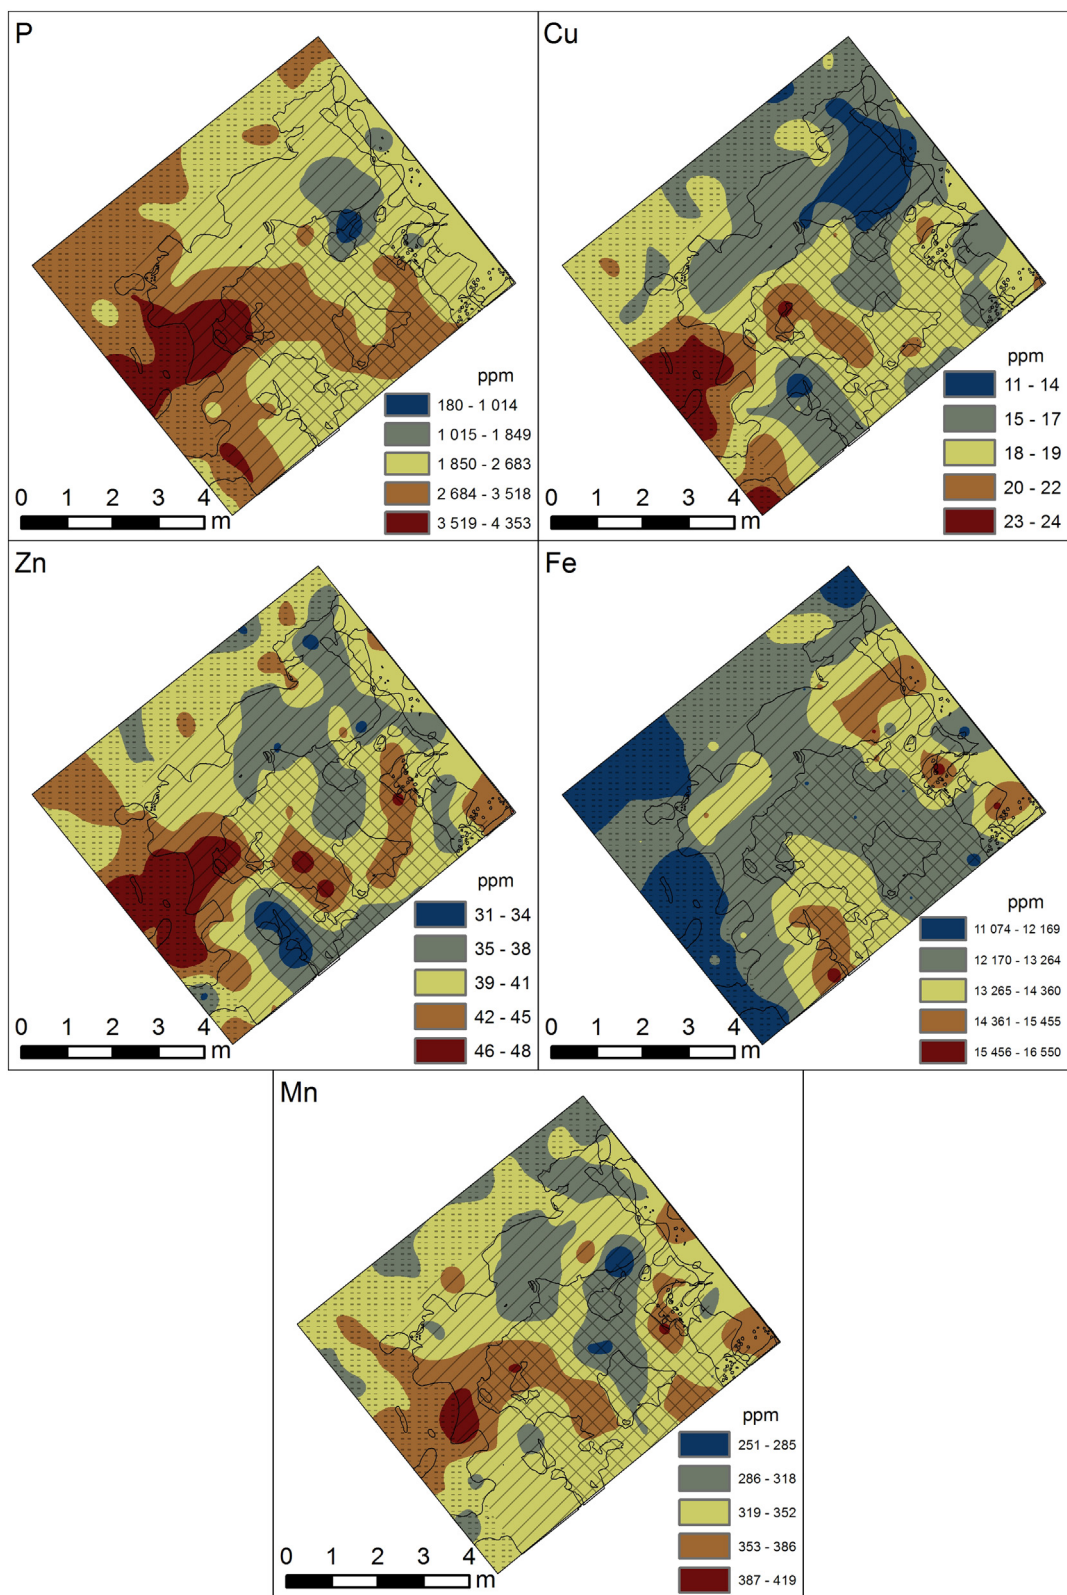 P
ppm
180 - 1 014
1 015 - 1 849
1 850 - 2 683
2 684 - 3 518
3 519 - 4 353
0 1 2 3 4
m
Cu
ppm
11 - 14
15 - 17
18 - 19
20 - 22
23 - 24
0 1 2 3 4
m
Zn
ppm
31 - 34
35 - 38
39 - 41
42 - 45
46 - 48
0 1 2 3 4
m
Fe
ppm
11 074 - 12 169
12 170 - 13 264
13 265 - 14 360
14 361 - 15 455
15 456 - 16 550
0 1 2 3 4
m
Mn
ppm
251 - 285
286 - 318
319 - 352
353 - 386
387 - 419
0 1 2 3 4
m